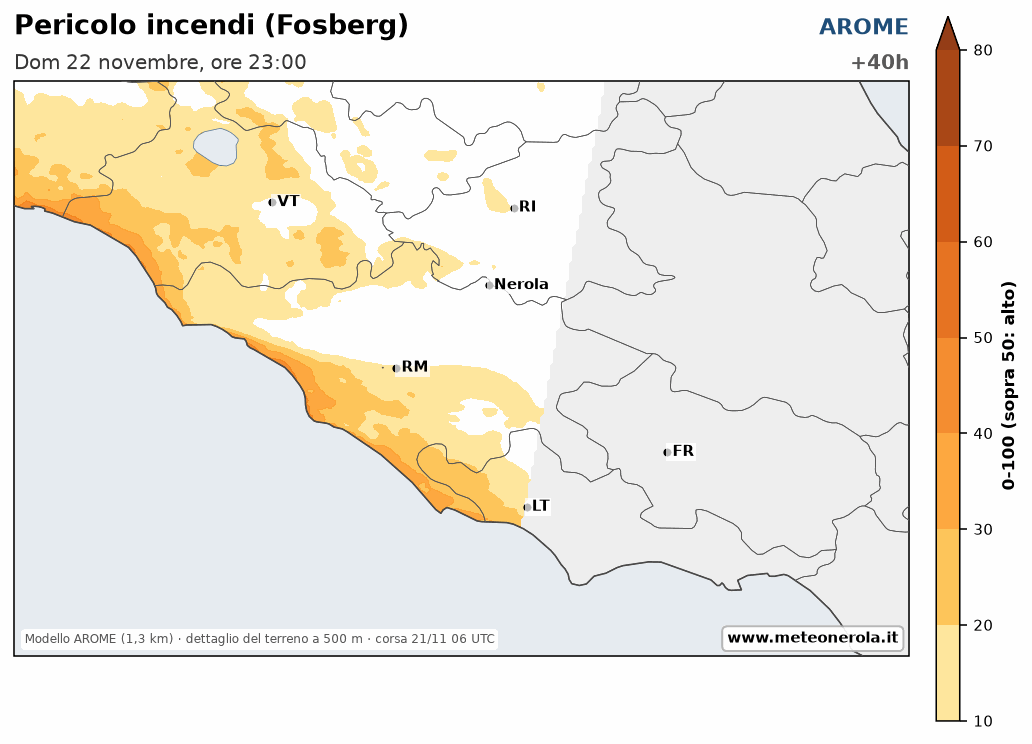 Pericolo incendi (Fosberg)
AROME
Dom 22 novembre, ore 23:00
+40h
VT
RI
Nerola
RM
FR
LT
Modello AROME (1,3 km) · dettaglio del terreno a 500 m · corsa 21/11 06 UTC
www.meteonerola.it
80
70
60
50
40
30
20
10
0-100 (sopra 50: alto)